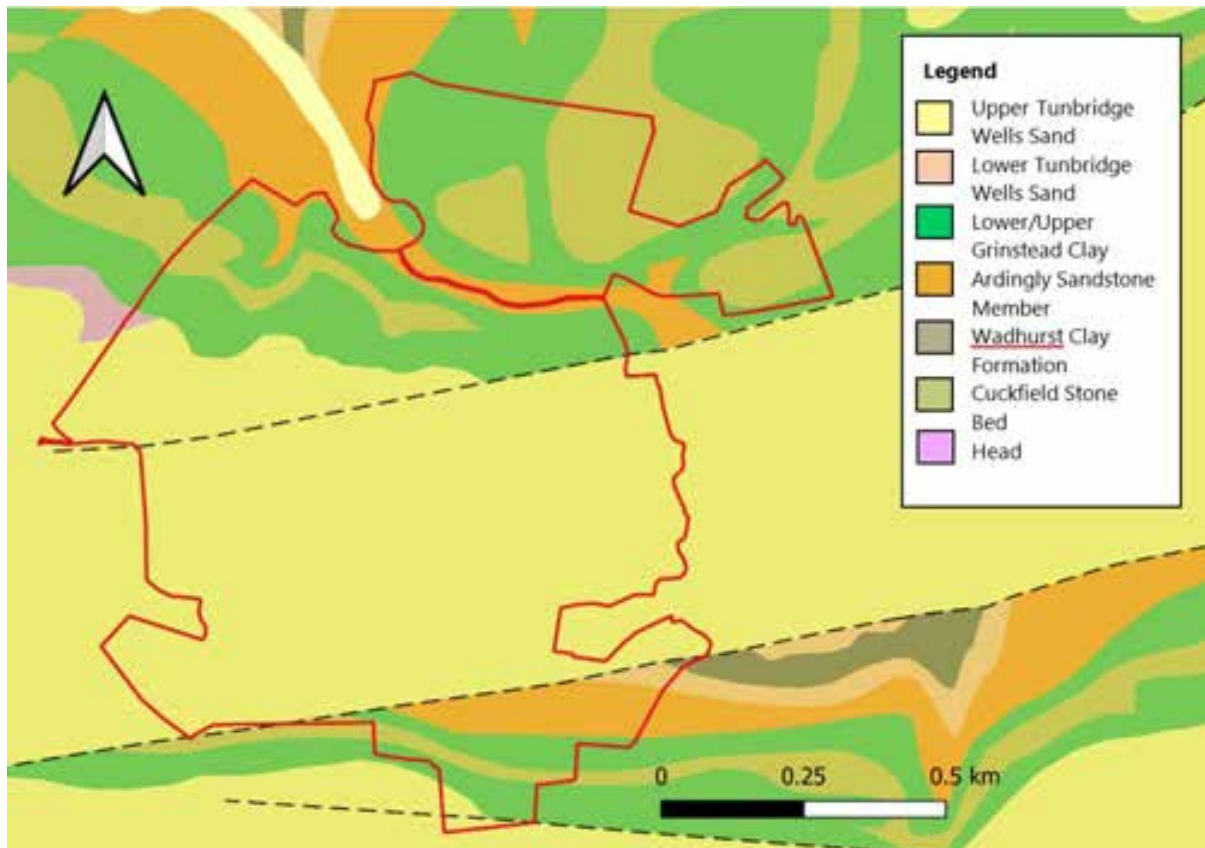 Legend
Upper Tunbridge
Wells Sand
Lower Tunbridge
Wells Sand
Lower/Upper
Grinstead Clay
Ardingly Sandstone
Member
Wadhurst Clay
Formation
Cuckfield Stone
Bed
Head
0 0.25 0.5 km